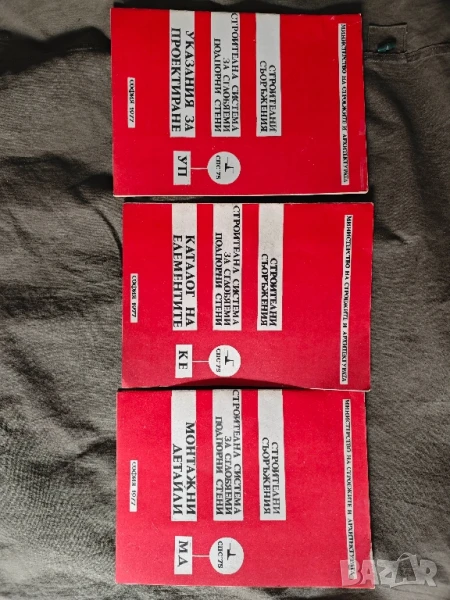 МИНИСТЕРСТВО НА СТРОЕЖИТЕ И АРХИТЕКТУРАТА
СТРОИТЕЛНИ
СЪОРЪЖЕНИЯ
СТРОИТЕЛНА СИСТЕМА
ЗА СГЛОБЯЕМИ
ПОДПОРНИ СТЕНИ
СПС'75
УКАЗАНИЯ ЗА
ПРОЕКТИРАНЕ
УП
СОФИЯ 1977
МИНИСТЕРСТВО НА СТРОЕЖИТЕ И АРХИТЕКТУРАТА
СТРОИТЕЛНИ
СЪОРЪЖЕНИЯ
СТРОИТЕЛНА СИСТЕМА
ЗА СГЛОБЯЕМИ
ПОДПОРНИ СТЕНИ
СПС'75
КАТАЛОГ НА
ЕЛЕМЕНТИТЕ
КЕ
СОФИЯ 1977
МИНИСТЕРСТВО НА СТРОЕЖИТЕ И АРХИТЕКТУРАТА
СТРОИТЕЛНИ
СЪОРЪЖЕНИЯ
СТРОИТЕЛНА СИСТЕМА
ЗА СГЛОБЯЕМИ
ПОДПОРНИ СТЕНИ
СПС'75
МОНТАЖНИ
ДЕТАЙЛИ
МД
СОФИЯ 1977
BAZAR